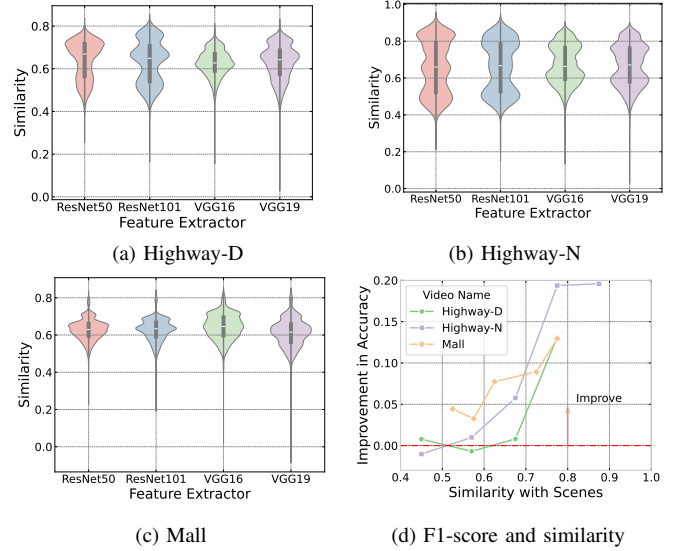 0.8
0.6
0.4
0.2
0.0
Similarity
ResNet50 ResNet101 VGG16 VGG19
Feature Extractor
(a) Highway-D
1.0
0.8
0.6
0.4
0.2
0.0
Similarity
ResNet50 ResNet101 VGG16 VGG19
Feature Extractor
(b) Highway-N
0.8
0.6
0.4
0.2
0.0
Similarity
ResNet50 ResNet101 VGG16 VGG19
Feature Extractor
(c) Mall
0.20
0.15
0.10
0.05
0.00
Improvement in Accuracy
Video Name
Highway-D
Highway-N
Mall
Improve
0.4 0.5 0.6 0.7 0.8 0.9 1.0
Similarity with Scenes
(d) F1-score and similarity